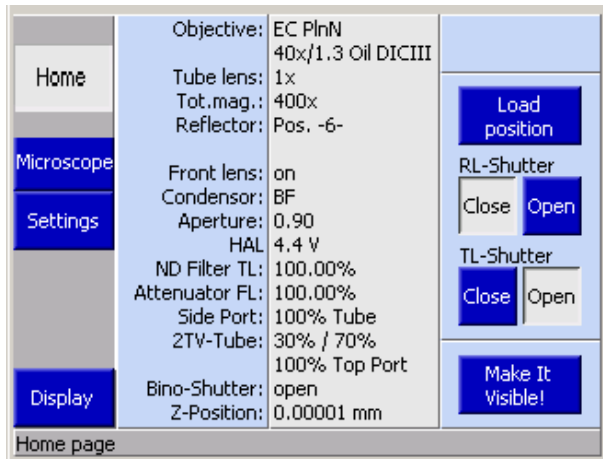 Home
Microscope
Settings
Display
Objective: EC PlnN
40x/1.3 Oil DICIII
Tube lens: 1x
Tot.mag.: 400x
Reflector: Pos. -6-
Front lens: on
Condensor: BF
Aperture: 0.90
HAL 4.4 V
ND Filter TL: 100.00%
Attenuator FL: 100.00%
Side Port: 100% Tube
2TV-Tube: 30% / 70%
100% Top Port
Bino-Shutter: open
Z-Position: 0.00001 mm
Load
position
RL-Shutter
Close Open
TL-Shutter
Close Open
Make It
Visible!
Home page